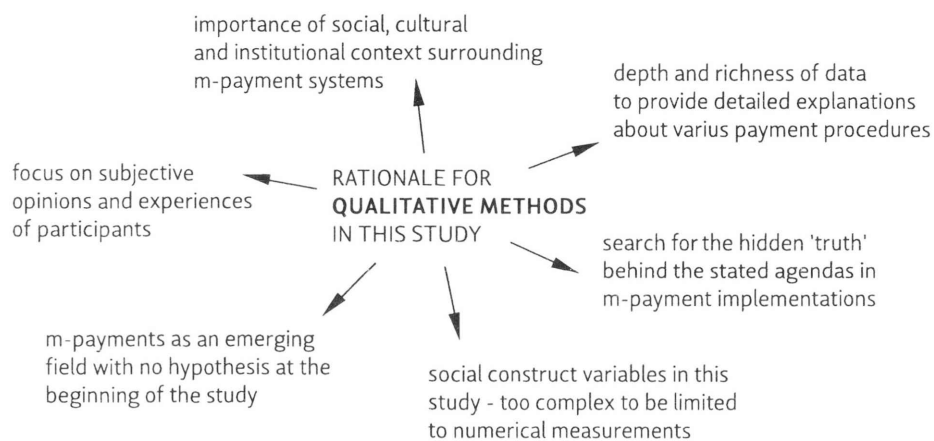 importance of social, cultural
and institutional context surrounding
m-payment systems
depth and richness of data
to provide detailed explanations
about varius payment procedures
focus on subjective
opinions and experiences
of participants
RATIONALE FOR
QUALITATIVE METHODS
IN THIS STUDY
search for the hidden 'truth'
behind the stated agendas in
m-payment implementations
m-payments as an emerging
field with no hypothesis at the
beginning of the study
social construct variables in this
study - too complex to be limited
to numerical measurements